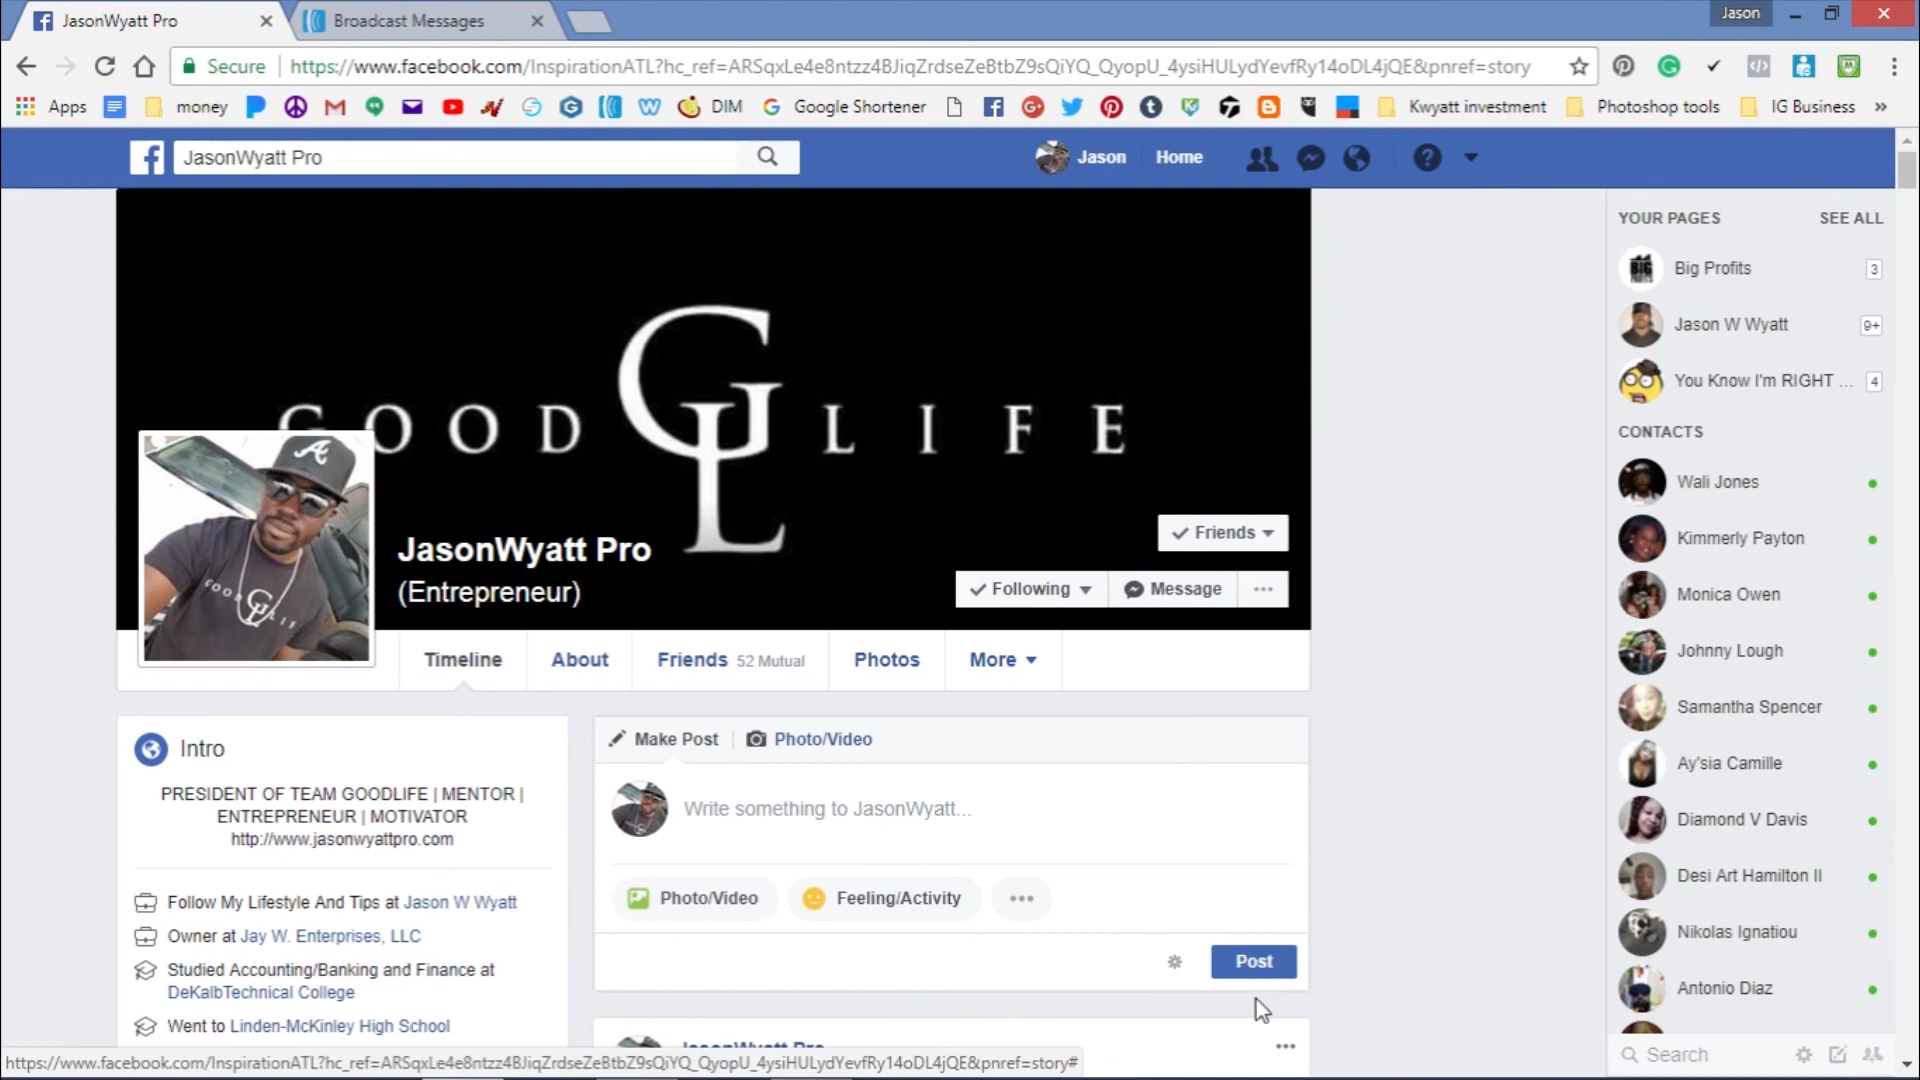 JasonWyatt Pro
Broadcast Messages
Jason
Secure
https://www.facebook.com/InspirationATL?hc_ref=ARSqxLe4e8ntzz4BJiqZrdseZeBtbZ9sQiYQ_QyopU_4ysiHULydYevfRy14oDL4jQE&pnref=story
Apps
money
DIM
Google Shortener
Kwyatt investment
Photoshop tools
IG Business
JasonWyatt Pro
Jason
Home
GOOD GL LIFE
A
GOOD GL LIF
JasonWyatt Pro
(Entrepreneur)
Friends
Following
Message
Timeline
About
Friends 52 Mutual
Photos
More
Intro
PRESIDENT OF TEAM GOODLIFE | MENTOR |
ENTREPRENEUR | MOTIVATOR
http://www.jasonwyattpro.com
Follow My Lifestyle And Tips at Jason W Wyatt
Owner at Jay W. Enterprises, LLC
Studied Accounting/Banking and Finance at
DeKalbTechnical College
Went to Linden-McKinley High School
Make Post
Photo/Video
Write something to JasonWyatt...
Photo/Video
Feeling/Activity
Post
JasonWyatt Pro
YOUR PAGES
SEE ALL
BIG
Big Profits
3
Jason W Wyatt
9+
You Know I'm RIGHT ...
4
CONTACTS
Wali Jones
Kimmerly Payton
Monica Owen
Johnny Lough
Samantha Spencer
Ay'sia Camille
Diamond V Davis
Desi Art Hamilton II
Nikolas Ignatiou
Antonio Diaz
Search
https://www.facebook.com/InspirationATL?hc_ref=ARSqxLe4e8ntzz4BJiqZrdseZeBtbZ9sQiYQ_QyopU_4ysiHULydYevfRy14oDL4jQE&pnref=story#